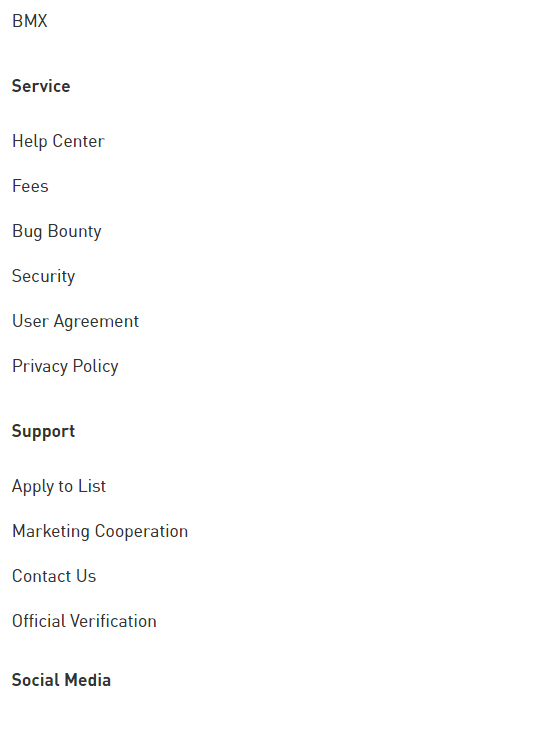 BMX
Service
Help Center
Fees
Bug Bounty
Security
User Agreement
Privacy Policy
Support
Apply to List
Marketing Cooperation
Contact Us
Official Verification
Social Media